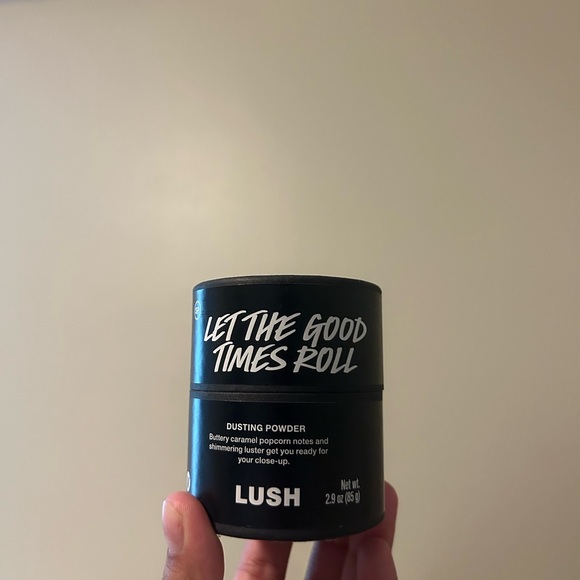 LET THE GOOD
TIMES ROLL
DUSTING POWDER
Buttery caramel popcorn notes and
shimmering luster get you ready for
your close-up.
LUSH
Net wt.
2.9 oz (85 g)